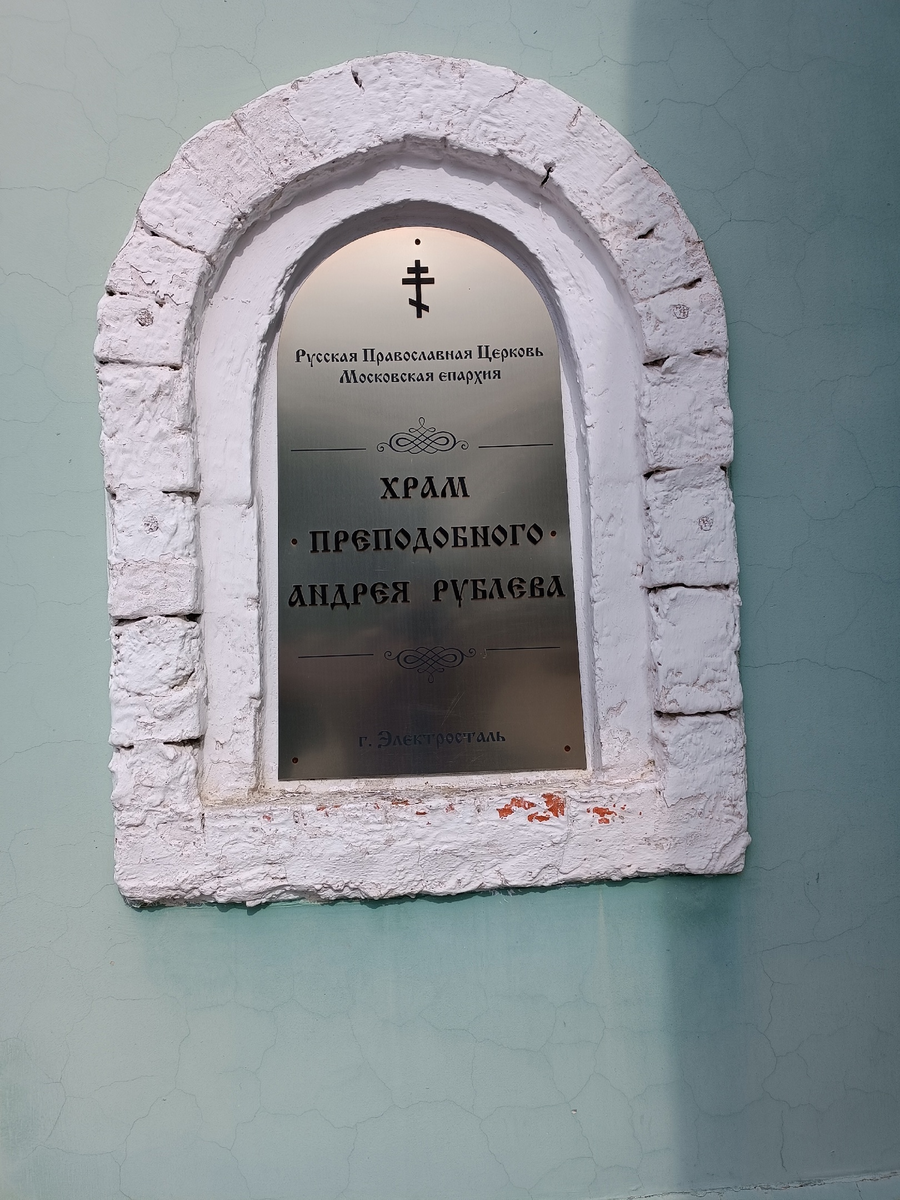 Русская Православная Церковь
Московская епархия
ХРАМ
· ПРЕПОДОБНОГО ·
АНДРЕЯ РУБЛЕВА
г. Электросталь